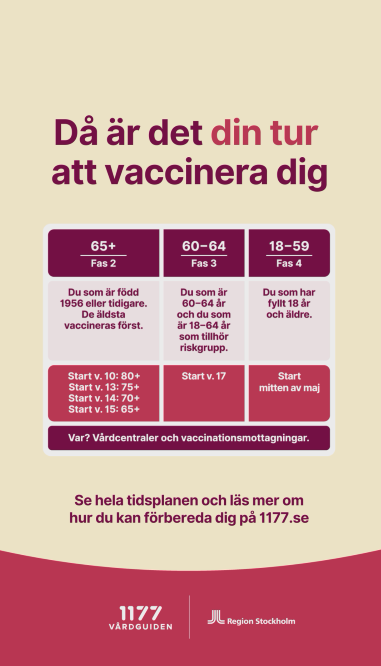 Då är det din tur
att vaccinera dig
65+
Fas 2
60–64
Fas 3
18–59
Fas 4
Du som är född
1956 eller tidigare.
De äldsta
vaccineras först.
Du som är
60–64 år
och du som
är 18–64 år
som tillhör
riskgrupp.
Du som har
fyllt 18 år
och äldre.
Start v. 10: 80+
Start v. 13: 75+
Start v. 14: 70+
Start v. 15: 65+
Start v. 17
Start
mitten av maj
Var? Vårdcentraler och vaccinationsmottagningar.
Se hela tidsplanen och läs mer om
hur du kan förbereda dig på 1177.se
1177
VÅRDGUIDEN
Region Stockholm